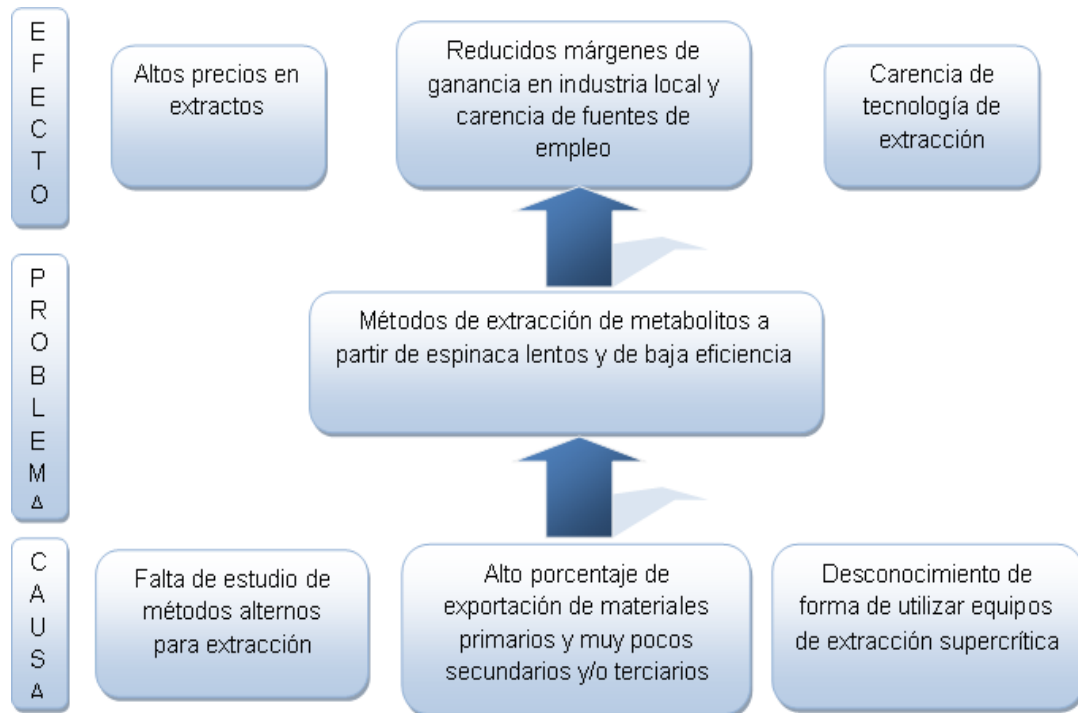 EFECTO
Altos precios en
extractos
Reducidos márgenes de
ganancia en industria local y
carencia de fuentes de
empleo
Carencia de
tecnología de
extracción
PROBLEMA
Métodos de extracción de metabolitos a
partir de espinaca lentos y de baja eficiencia
CAUSA
Falta de estudio de
métodos alternos
para extracción
Alto porcentaje de
exportación de materiales
primarios y muy pocos
secundarios y/o terciarios
Desconocimiento de
forma de utilizar equipos
de extracción supercrítica